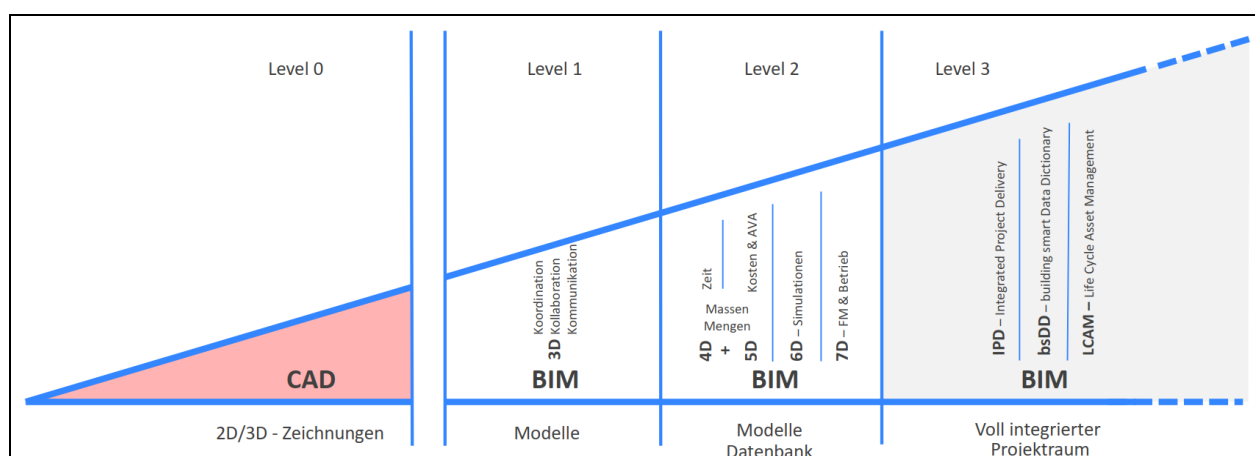 Level 0
Level 1
Level 2
Level 3
CAD
2D/3D - Zeichnungen
Koordination
Kollaboration
Kommunikation
3D
BIM
Modelle
Zeit
Kosten & AVA
Massen
Mengen
4D
+
5D
6D – Simulationen
7D – FM & Betrieb
BIM
Modelle
Datenbank
IPD – Integrated Project Delivery
bsDD – building smart Data Dictionary
LCAM – Life Cycle Asset Management
BIM
Voll integrierter
Projektraum